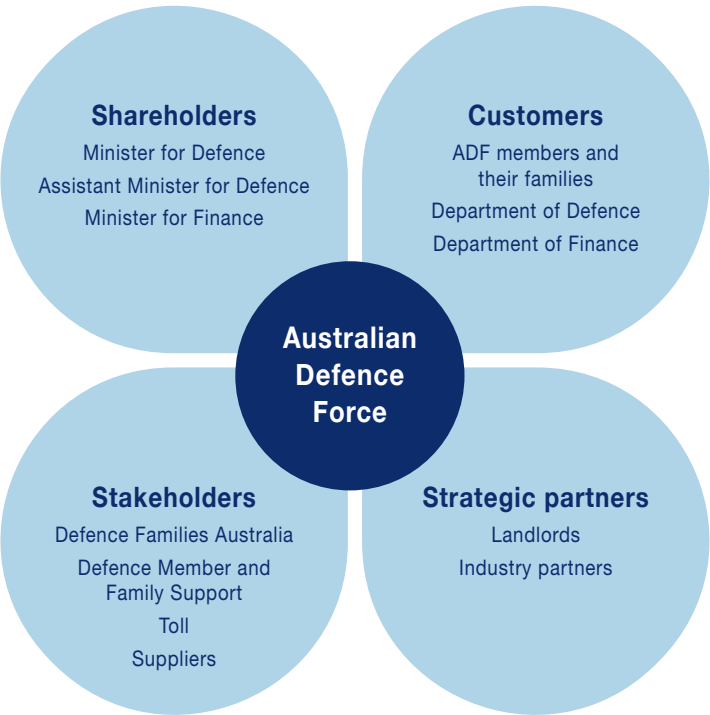 Shareholders
Minister for Defence
Assistant Minister for Defence
Minister for Finance
Customers
ADF members and
their families
Department of Defence
Department of Finance
Australian
Defence
Force
Stakeholders
Defence Families Australia
Defence Member and
Family Support
Toll
Suppliers
Strategic partners
Landlords
Industry partners